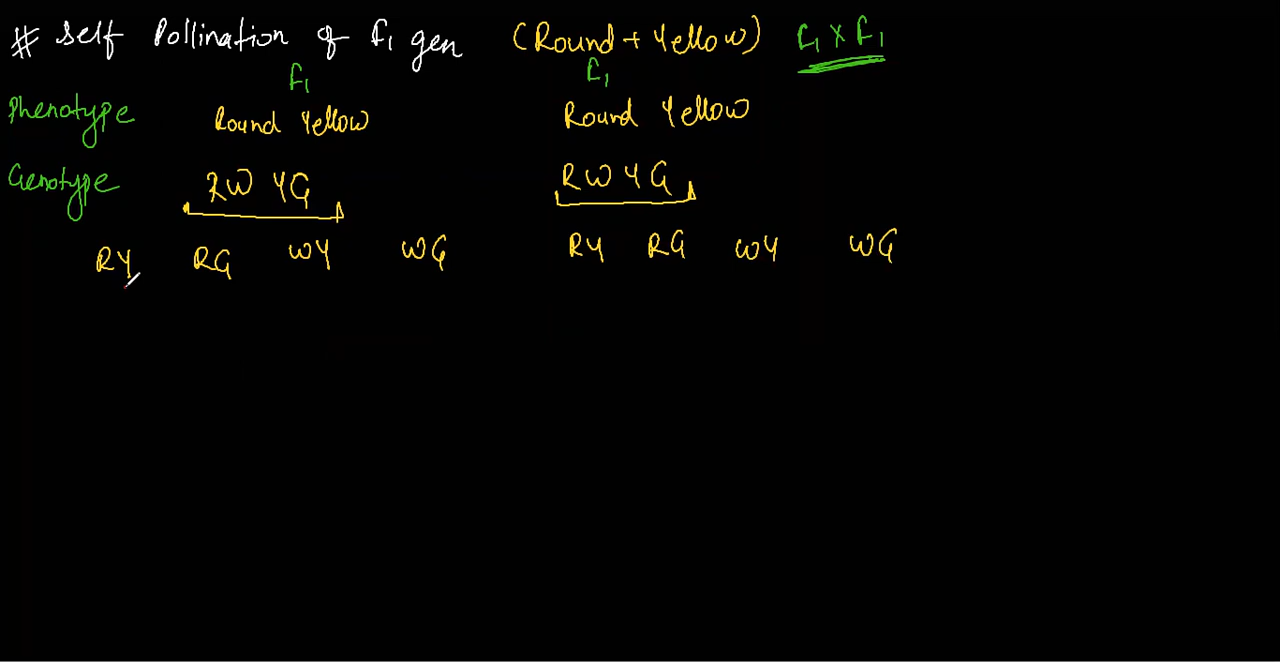 # Self Pollination of F1 gen (Round + Yellow) F1 X F1
F1 F1
Phenotype Round Yellow Round Yellow
Genotype RW YG RW YG
RY RG WY WG RY RG WY WG